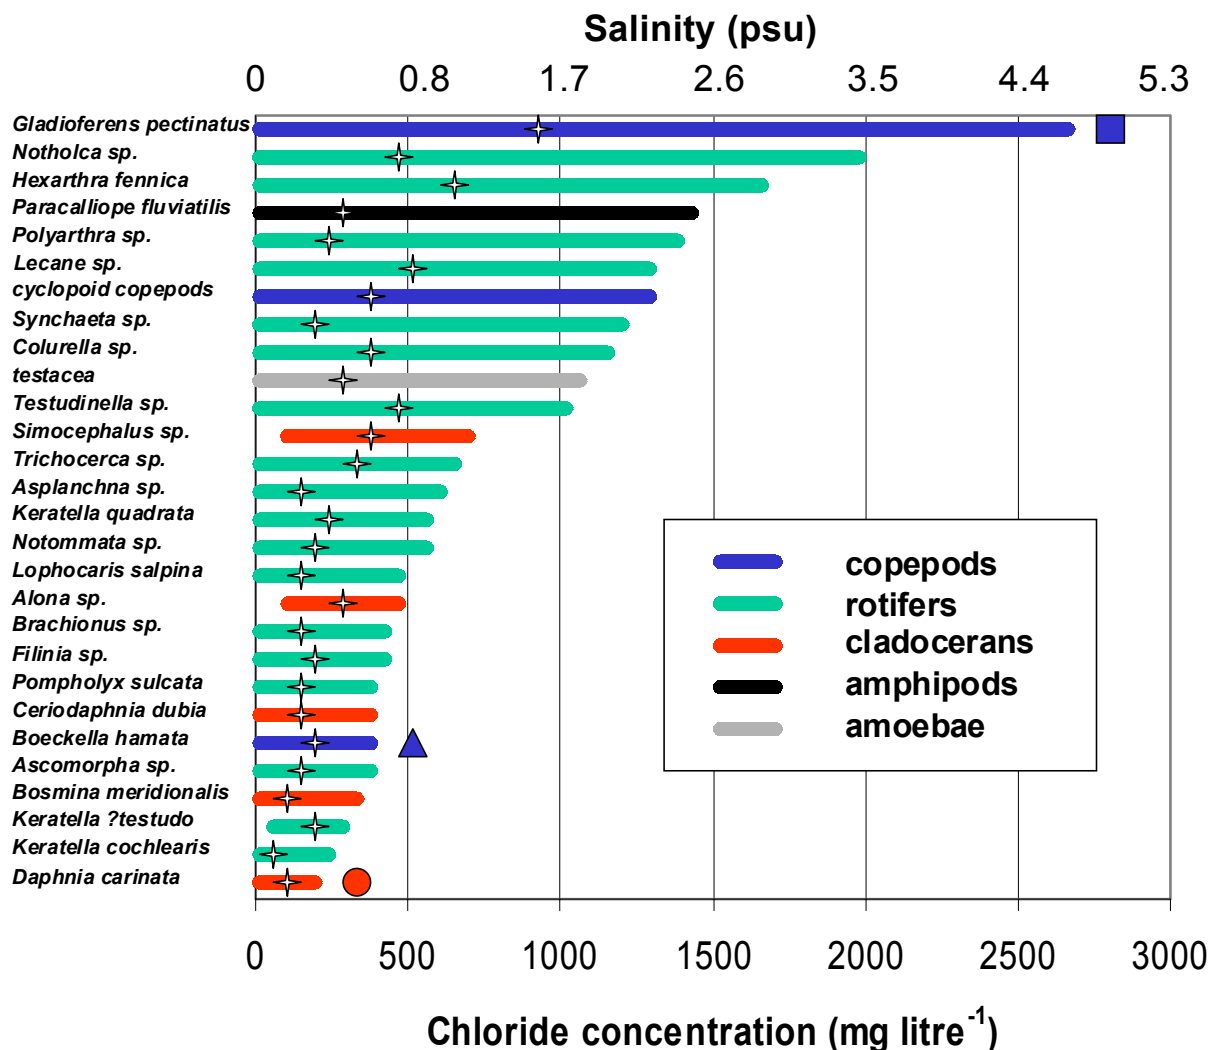 Salinity (psu)
0 0.8 1.7 2.6 3.5 4.4 5.3
Gladioferens pectinatus
Notholca sp.
Hexarthra fennica
Paracalliope fluviatilis
Polyarthra sp.
Lecane sp.
cyclopoid copepods
Synchaeta sp.
Colurella sp.
testacea
Testudinella sp.
Simocephalus sp.
Trichocerca sp.
Asplanchna sp.
Keratella quadrata
Notommata sp.
Lophocaris salpina
Alona sp.
Brachionus sp.
Filinia sp.
Pompholyx sulcata
Ceriodaphnia dubia
Boeckella hamata
Ascomorpha sp.
Bosmina meridionalis
Keratella ?testudo
Keratella cochlearis
Daphnia carinata
copepods
rotifers
cladocerans
amphipods
amoebae
0 500 1000 1500 2000 2500 3000
Chloride concentration (mg litre⁻¹)